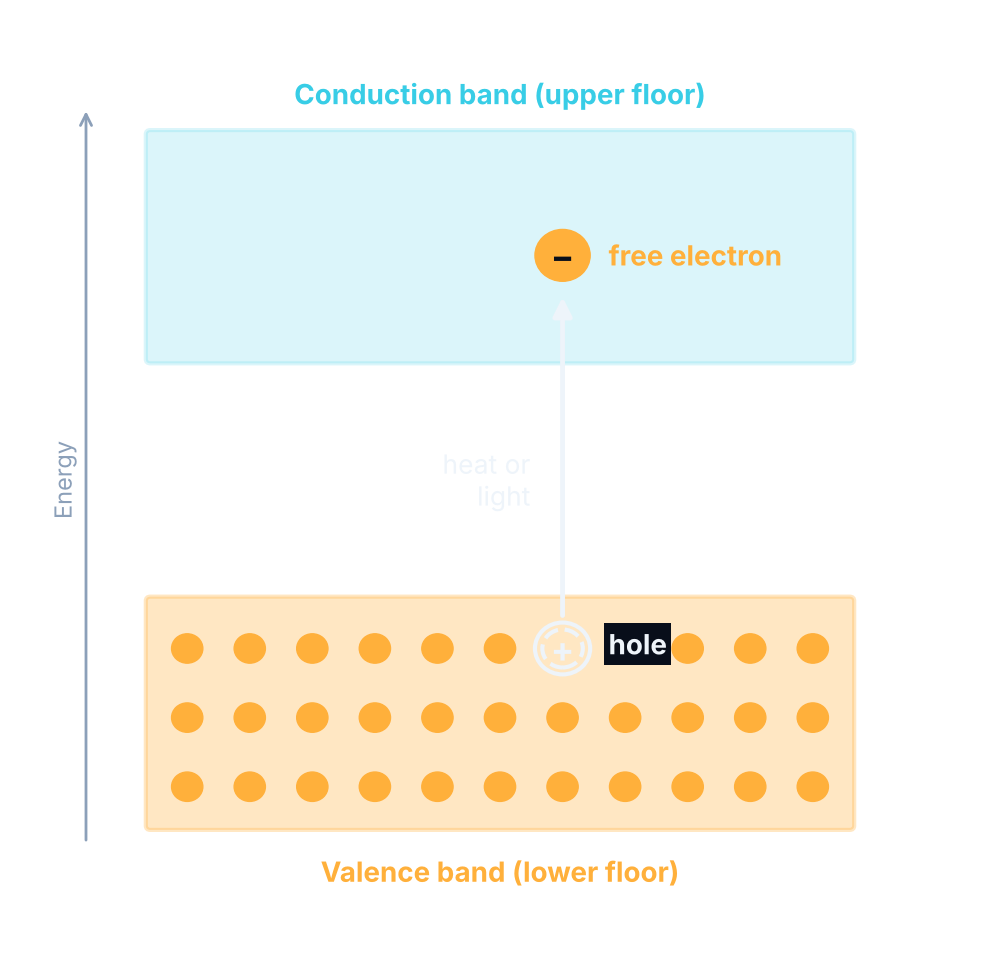 Conduction band (upper floor)
–
free electron
Energy
heat or
light
+
hole
Valence band (lower floor)